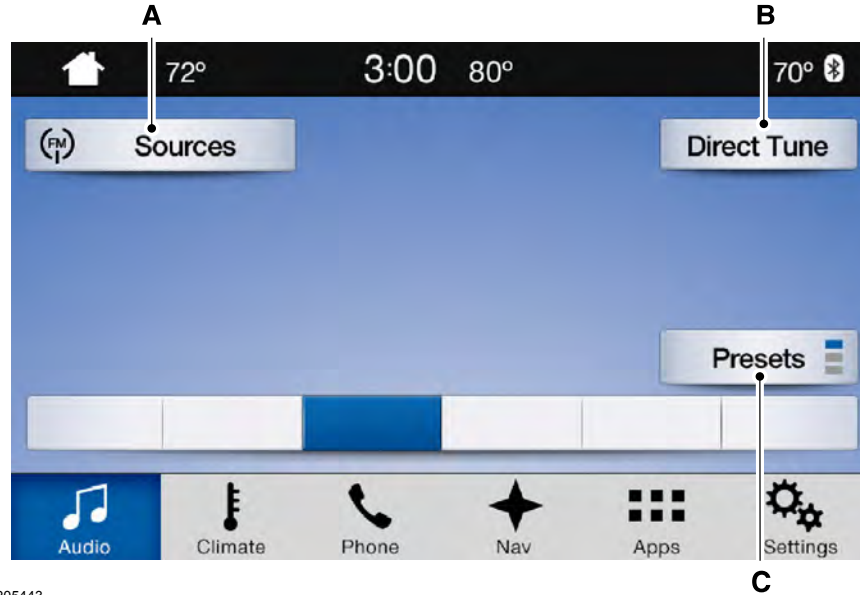 A B
72° 3:00 80° 70°
FM Sources Direct Tune
Presets
Audio Climate Phone Nav Apps Settings
C